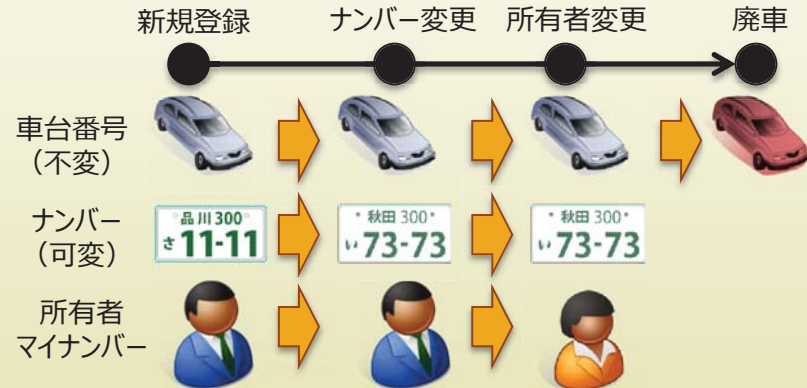 新規登録
ナンバー変更
所有者変更
廃車
車台番号
（不変）
ナンバー
（可変）
品川 300
さ 11-11
秋田 300
い 73-73
秋田 300
い 73-73
所有者
マイナンバー